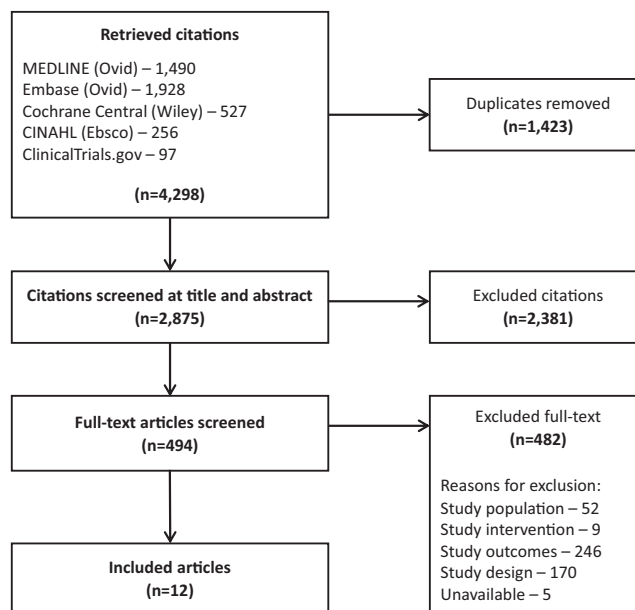 Retrieved citations
MEDLINE (Ovid) – 1,490
Embase (Ovid) – 1,928
Cochrane Central (Wiley) – 527
CINAHL (Ebsco) – 256
ClinicalTrials.gov – 97
(n=4,298)
Duplicates removed
(n=1,423)
Citations screened at title and abstract
(n=2,875)
Excluded citations
(n=2,381)
Full-text articles screened
(n=494)
Excluded full-text
(n=482)
Reasons for exclusion:
Study population – 52
Study intervention – 9
Study outcomes – 246
Study design – 170
Unavailable – 5
Included articles
(n=12)